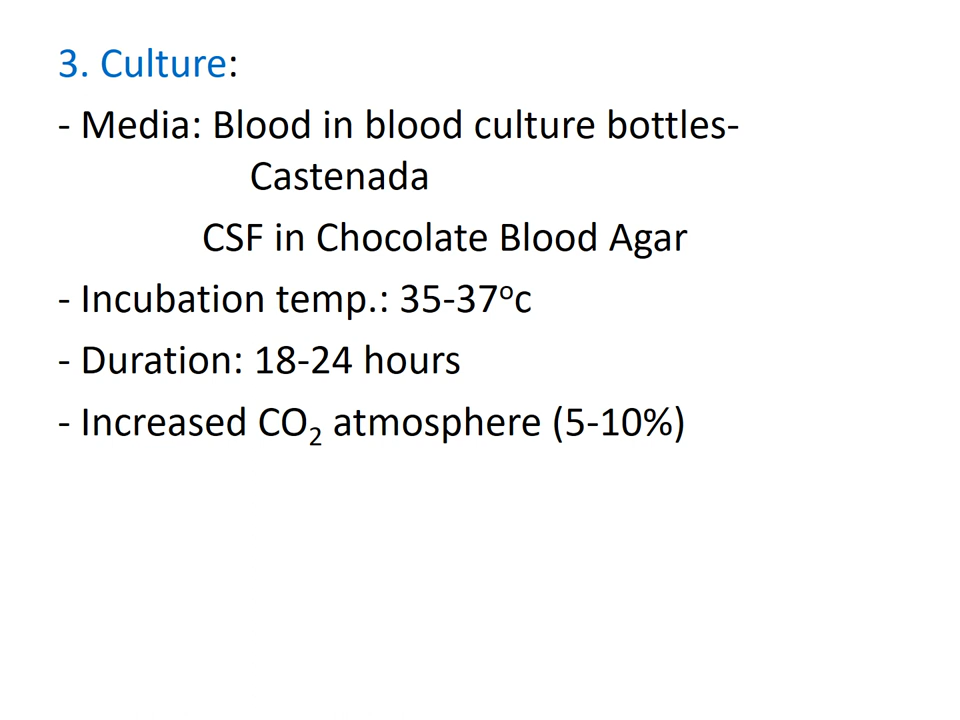 3. Culture:
- Media: Blood in blood culture bottles-
Castenada
CSF in Chocolate Blood Agar
- Incubation temp.: 35-37ºc
- Duration: 18-24 hours
- Increased CO₂ atmosphere (5-10%)